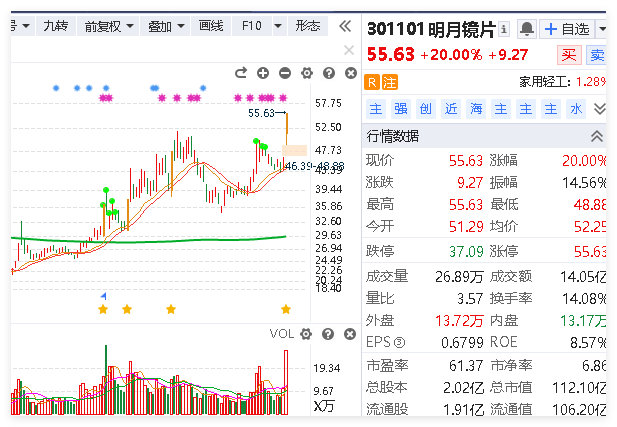 号 九转 前复权 叠加 画线 F10 形态
55.63
57.75
52.50
47.73
46.39-48.88
43.39
39.44
35.86
32.60
29.63
26.94
24.49
22.26
20.24
18.40
VOL
19.34
9.67
X万
301101 明月镜片 自选
55.63 +20.00% +9.27 买 卖
R 注 家用轻工: 1.28%
主 强 创 近 海 主 主 主 水
行情数据
现价 55.63 涨幅 20.00%
涨跌 9.27 振幅 14.56%
最高 55.63 最低 48.88
今开 51.29 均价 52.25
跌停 37.09 涨停 55.63
成交量 26.89万 成交额 14.05亿
量比 3.57 换手率 14.08%
外盘 13.72万 内盘 13.17万
EPS③ 0.6799 ROE 8.57%
市盈率 61.37 市净率 6.86
总股本 2.02亿 总市值 112.10亿
流通股 1.91亿 流通值 106.20亿